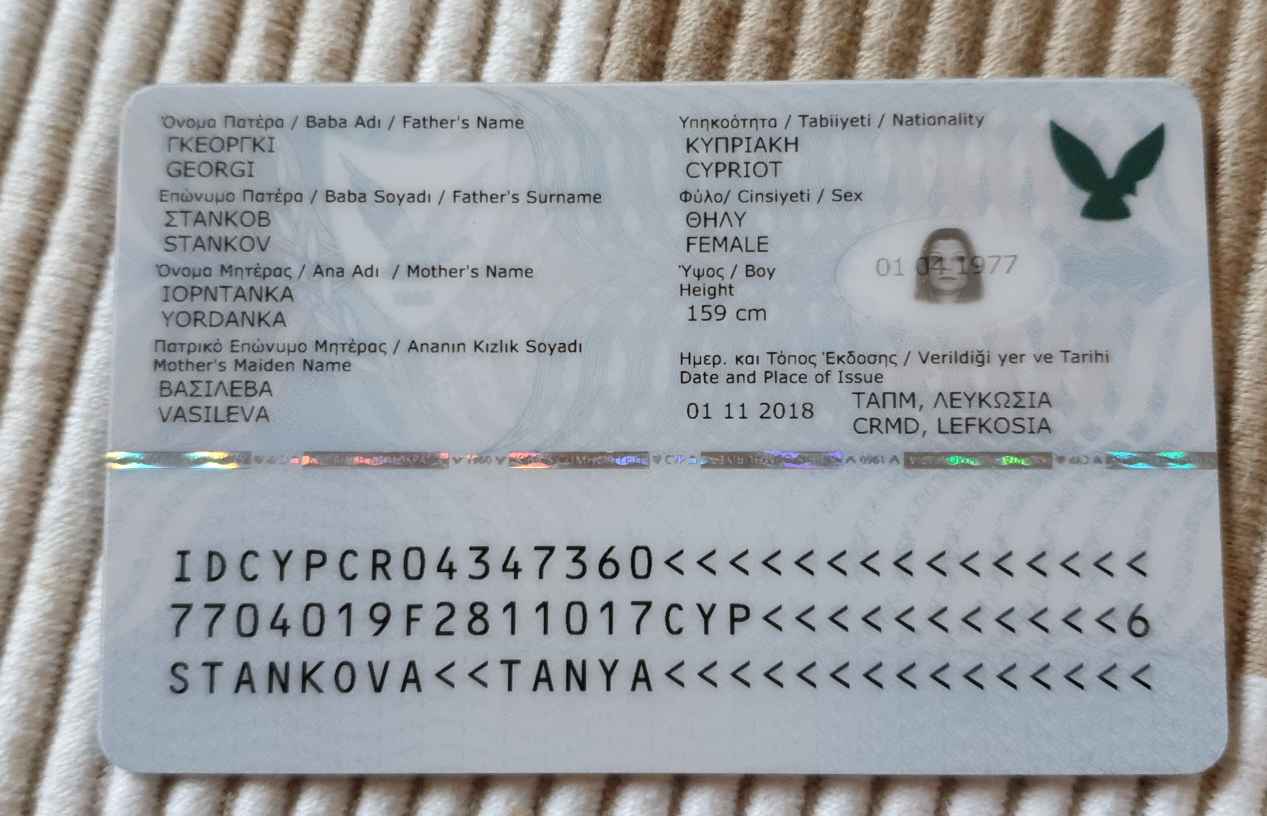 Όνομα Πατέρα / Baba Adı / Father's Name
ΓΚΕΟΡΓΚΙ
GEORGI
Επώνυμο Πατέρα / Baba Soyadı / Father's Surname
ΣΤΑΝΚΟΒ
STANKOV
Όνομα Μητέρας / Ana Adı / Mother's Name
ΙΟΡΝΤΑΝΚΑ
YORDANKA
Πατρικό Επώνυμο Μητέρας / Ananın Kızlık Soyadı
Mother's Maiden Name
ΒΑΣΙΛΕΒΑ
VASILEVA
Υπηκοότητα / Tabiiyeti / Nationality
ΚΥΠΡΙΑΚΗ
CYPRIOT
Φύλο/ Cinsiyeti / Sex
ΘΗΛΥ
FEMALE
Ύψος / Boy
Height
159 cm
01 04 1977
Ημερ. και Τόπος Έκδοσης / Verildiği yer ve Tarihi
Date and Place of Issue
01 11 2018
ΤΑΠΜ, ΛΕΥΚΩΣΙΑ
CRMD, LEFKOSIA
IDCYPCR04347360<<<<<<<<<<<<<<<
7704019F2811017CYP<<<<<<<<<<<6
STANKOVA<<TANYA<<<<<<<<<<<<<<<